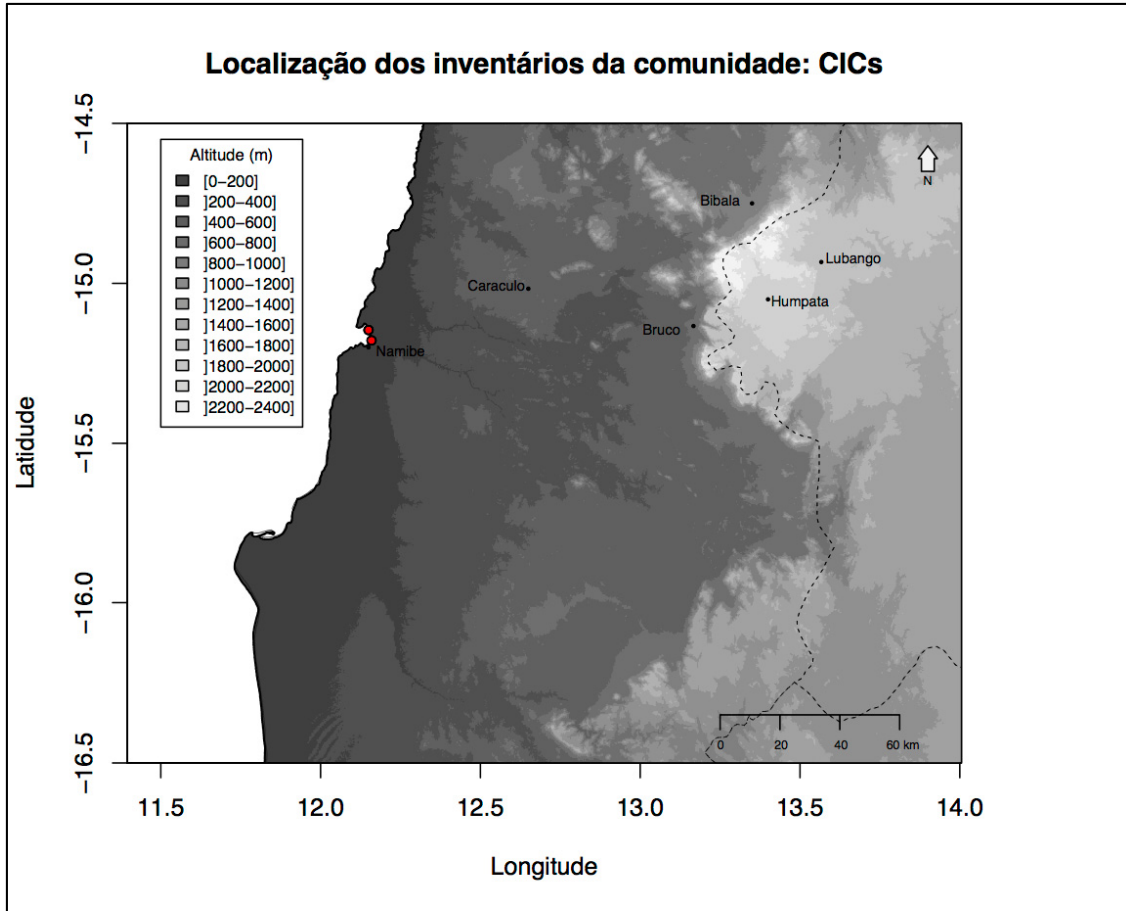 Localização dos inventários da comunidade: CICs
Altitude (m)
[0−200]
]200−400]
]400−600]
]600−800]
]800−1000]
]1000−1200]
]1200−1400]
]1400−1600]
]1600−1800]
]1800−2000]
]2000−2200]
]2200−2400]
N
Bibala
Lubango
Caraculo
Humpata
Bruco
Namibe
0 20 40 60 km
Latidude
−14.5
−15.0
−15.5
−16.0
−16.5
11.5 12.0 12.5 13.0 13.5 14.0
Longitude